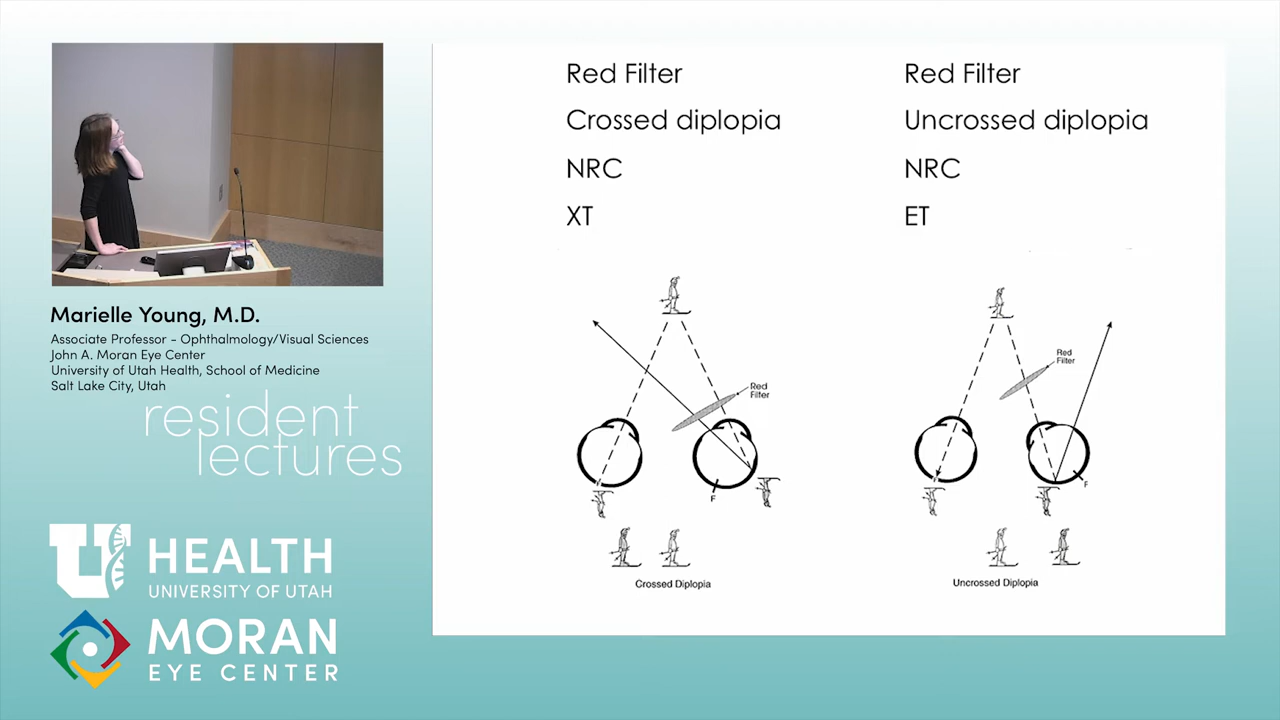 Red Filter
Crossed diplopia
NRC
XT
Red Filter
Uncrossed diplopia
NRC
ET
Red
Filter
F
Crossed Diplopia
Red
Filter
F
Uncrossed Diplopia
Marielle Young, M.D.
Associate Professor - Ophthalmology/Visual Sciences
John A. Moran Eye Center
University of Utah Health, School of Medicine
Salt Lake City, Utah
resident
lectures
U HEALTH
UNIVERSITY OF UTAH
MORAN
EYE CENTER